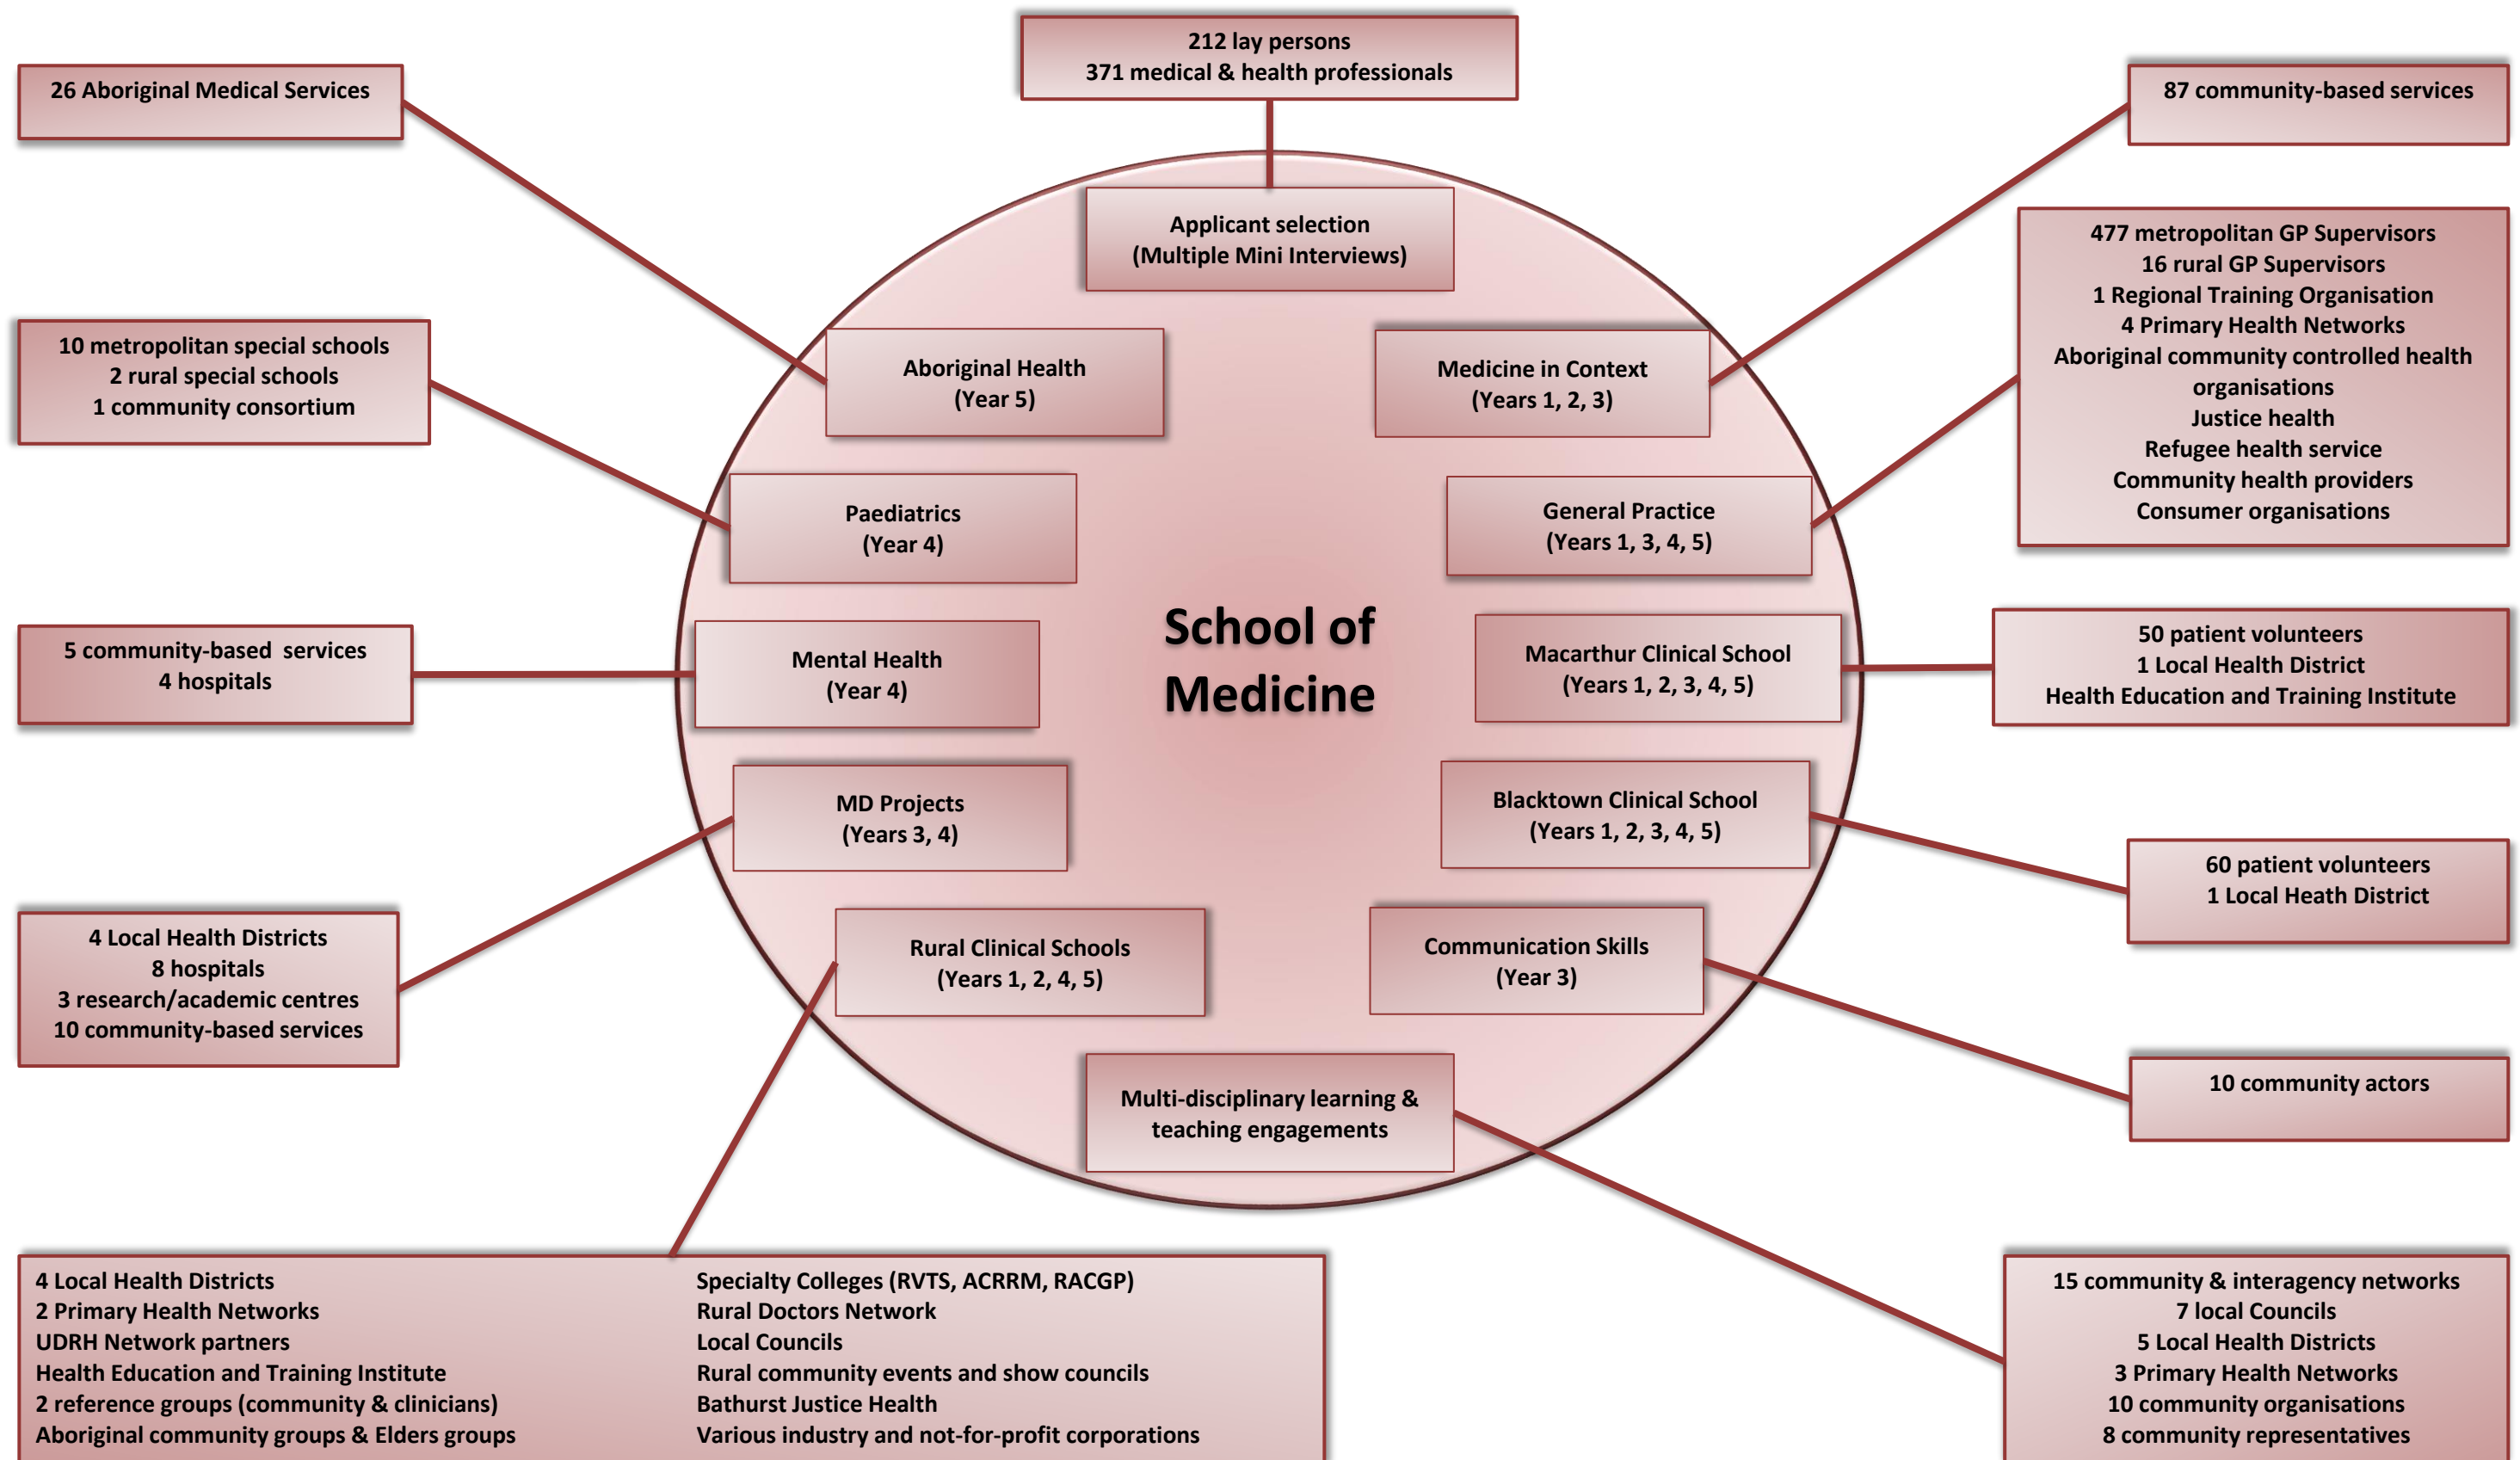 212 lay persons
371 medical & health professionals
26 Aboriginal Medical Services
87 community-based services
Applicant selection
(Multiple Mini Interviews)
477 metropolitan GP Supervisors
16 rural GP Supervisors
1 Regional Training Organisation
4 Primary Health Networks
Aboriginal community controlled health
organisations
Justice health
Refugee health service
Community health providers
Consumer organisations
10 metropolitan special schools
2 rural special schools
1 community consortium
Aboriginal Health
(Year 5)
Medicine in Context
(Years 1, 2, 3)
Paediatrics
(Year 4)
General Practice
(Years 1, 3, 4, 5)
School of
Medicine
5 community-based  services
4 hospitals
Mental Health
(Year 4)
Macarthur Clinical School
(Years 1, 2, 3, 4, 5)
50 patient volunteers
1 Local Health District
Health Education and Training Institute
MD Projects
(Years 3, 4)
Blacktown Clinical School
(Years 1, 2, 3, 4, 5)
60 patient volunteers
1 Local Heath District
4 Local Health Districts
8 hospitals
3 research/academic centres
10 community-based services
Rural Clinical Schools
(Years 1, 2, 4, 5)
Communication Skills
(Year 3)
10 community actors
Multi-disciplinary learning &
teaching engagements
4 Local Health Districts
2 Primary Health Networks
UDRH Network partners
Health Education and Training Institute
2 reference groups (community & clinicians)
Aboriginal community groups & Elders groups
Specialty Colleges (RVTS, ACRRM, RACGP)
Rural Doctors Network
Local Councils
Rural community events and show councils
Bathurst Justice Health
Various industry and not-for-profit corporations
15 community & interagency networks
7 local Councils
5 Local Health Districts
3 Primary Health Networks
10 community organisations
8 community representatives